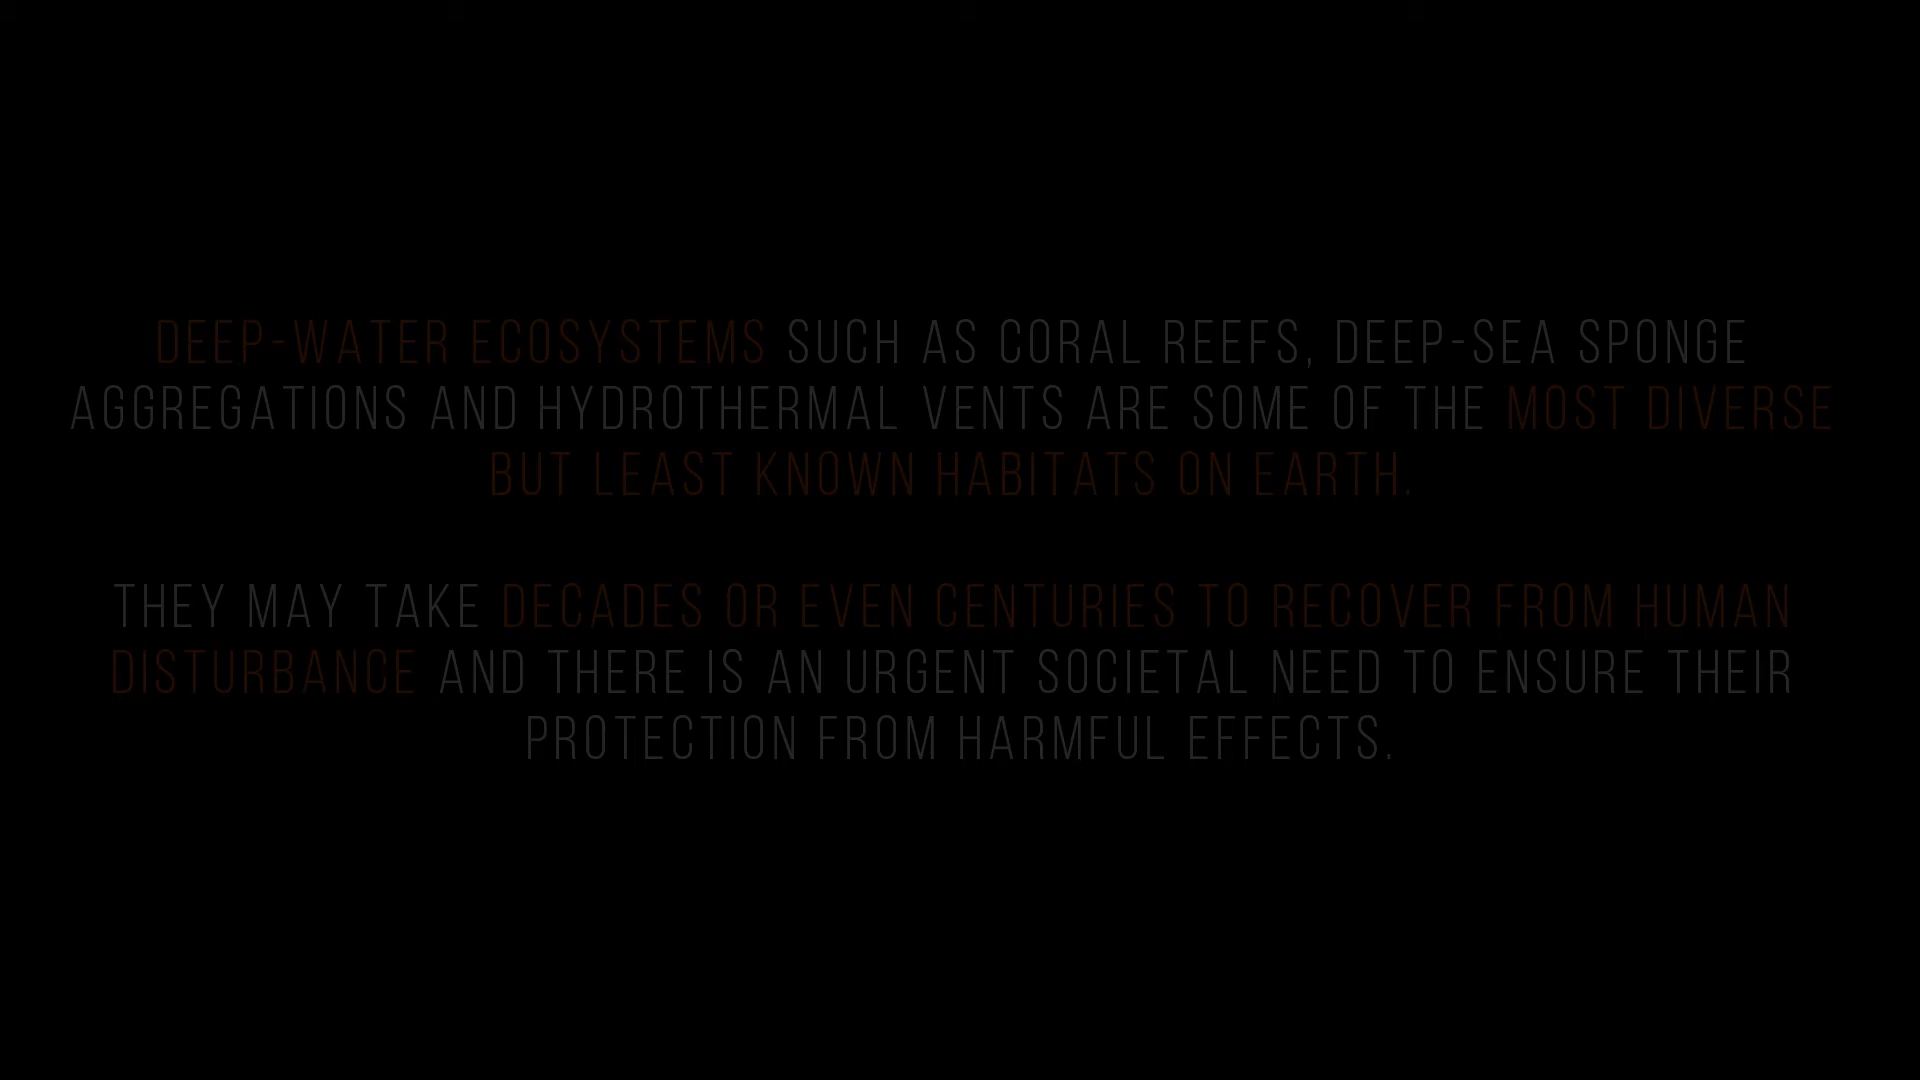 DEEP-WATER ECOSYSTEMS SUCH AS CORAL REEFS, DEEP-SEA SPONGE
AGGREGATIONS AND HYDROTHERMAL VENTS ARE SOME OF THE MOST DIVERSE
BUT LEAST KNOWN HABITATS ON EARTH.
THEY MAY TAKE DECADES OR EVEN CENTURIES TO RECOVER FROM HUMAN
DISTURBANCE AND THERE IS AN URGENT SOCIETAL NEED TO ENSURE THEIR
PROTECTION FROM HARMFUL EFFECTS.